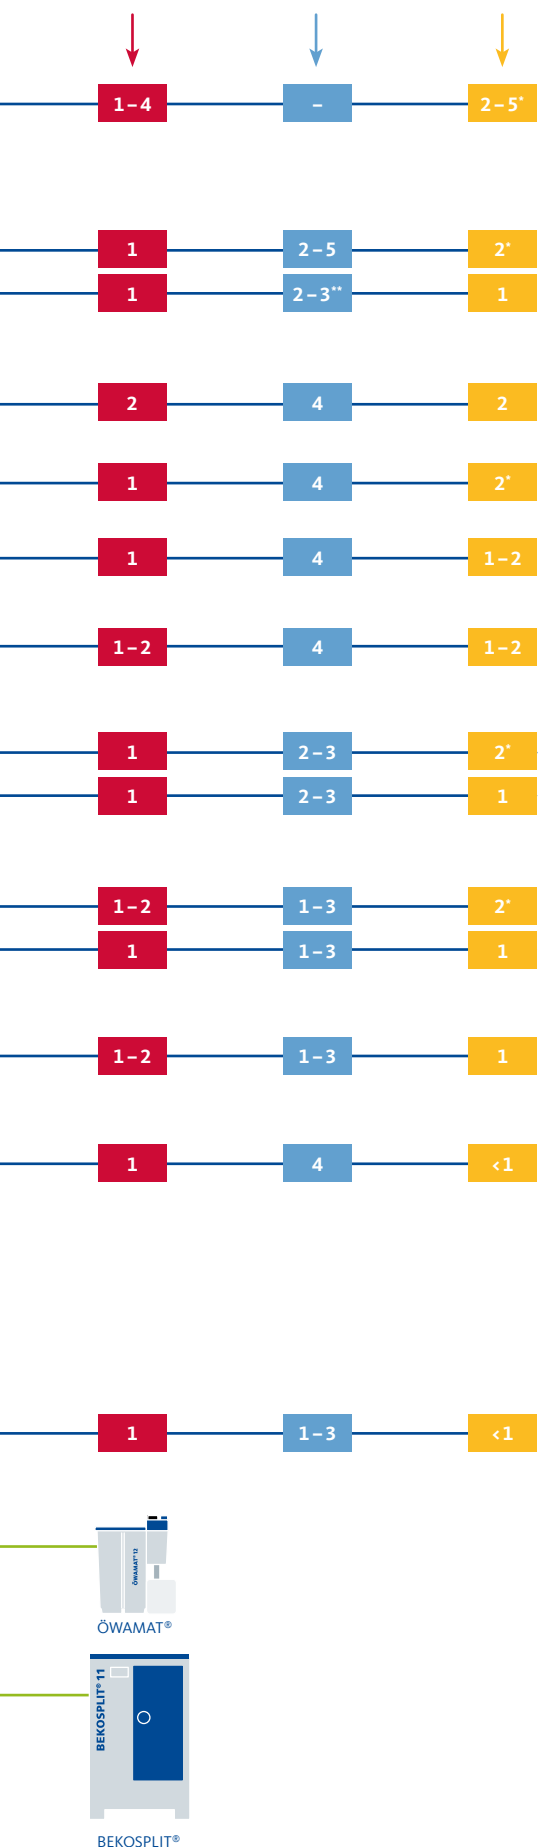 1–4 – 2–5*
1 2–5 2*
1 2–3** 1
2 4 2
1 4 2*
1 4 1–2
1–2 4 1–2
1 2–3 2*
1 2–3 1
1–2 1–3 2*
1 1–3 1
1–2 1–3 1
1 4 <1
1 1–3 <1
ÖWAMAT® 12
ÖWAMAT®
BEKOSPLIT® 11
BEKOSPLIT®